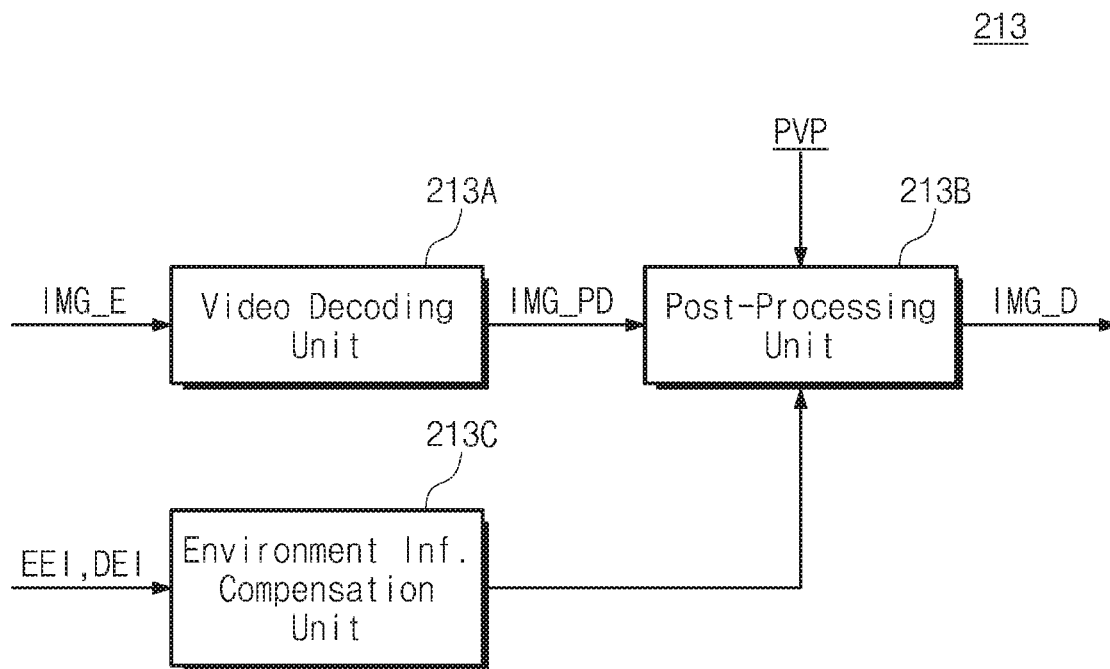 213
PVP
213A
213B
IMG_E
Video Decoding
Unit
IMG_PD
Post-Processing
Unit
IMG_D
213C
EEI,DEI
Environment Inf.
Compensation
Unit